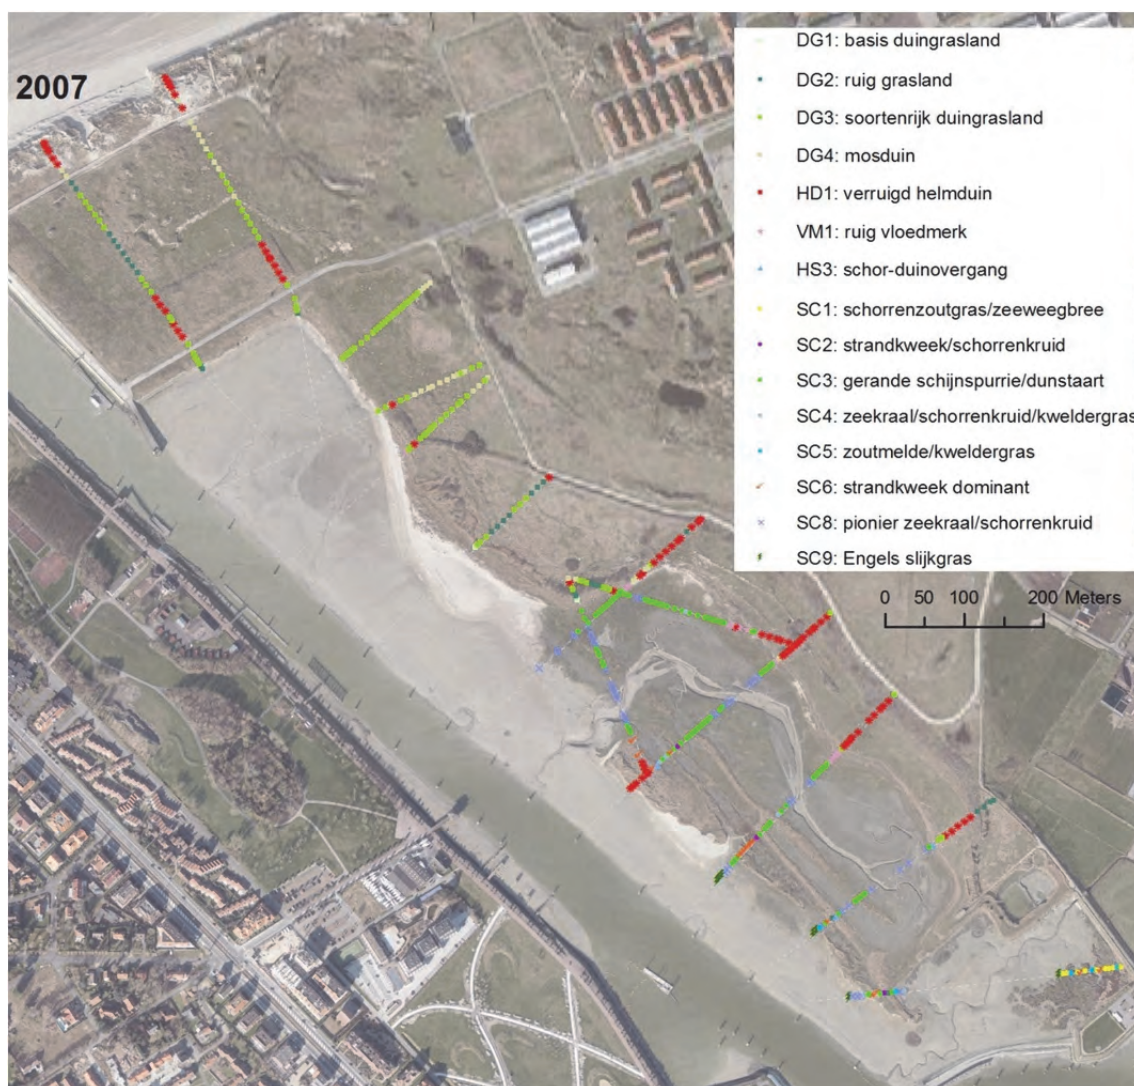 2007
DG1: basis duingrasland
DG2: ruig grasland
DG3: soortenrijk duingrasland
DG4: mosduin
HD1: verruigd helmduin
VM1: ruig vloedmerk
HS3: schor-duinovergang
SC1: schorrenzoutgras/zeeweegbree
SC2: strandkweek/schorrenkruid
SC3: gerande schijnspurrie/dunstaart
SC4: zeekraal/schorrenkruid/kweldergras
SC5: zoutmelde/kweldergras
SC6: strandkweek dominant
SC8: pionier zeekraal/schorrenkruid
SC9: Engels slijkgras
0 50 100 200 Meters